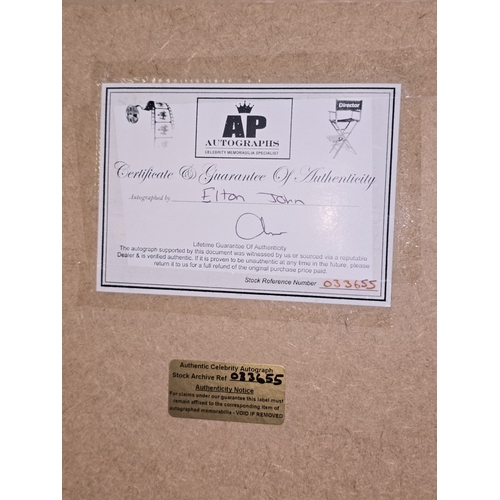 Director
AP
AUTOGRAPHS
CELEBRITY MEMORABILIA SPECIALIST
Certificate & Guarantee Of Authenticity
Autographed by Elton John
Lifetime Guarantee Of Authenticity
The autograph supported by this document was witnessed by us or sourced via a reputable
Dealer & is verified authentic. If it is proven to be unauthentic at any time in the future, please
return it to us for a full refund of the original purchase price paid.
Stock Reference Number 033655
Authentic Celebrity Autograph
Stock Archive Ref 033655
Authenticity Notice
For claims under our guarantee this label must
remain affixed to the corresponding item of
autographed memorabilia - VOID IF REMOVED